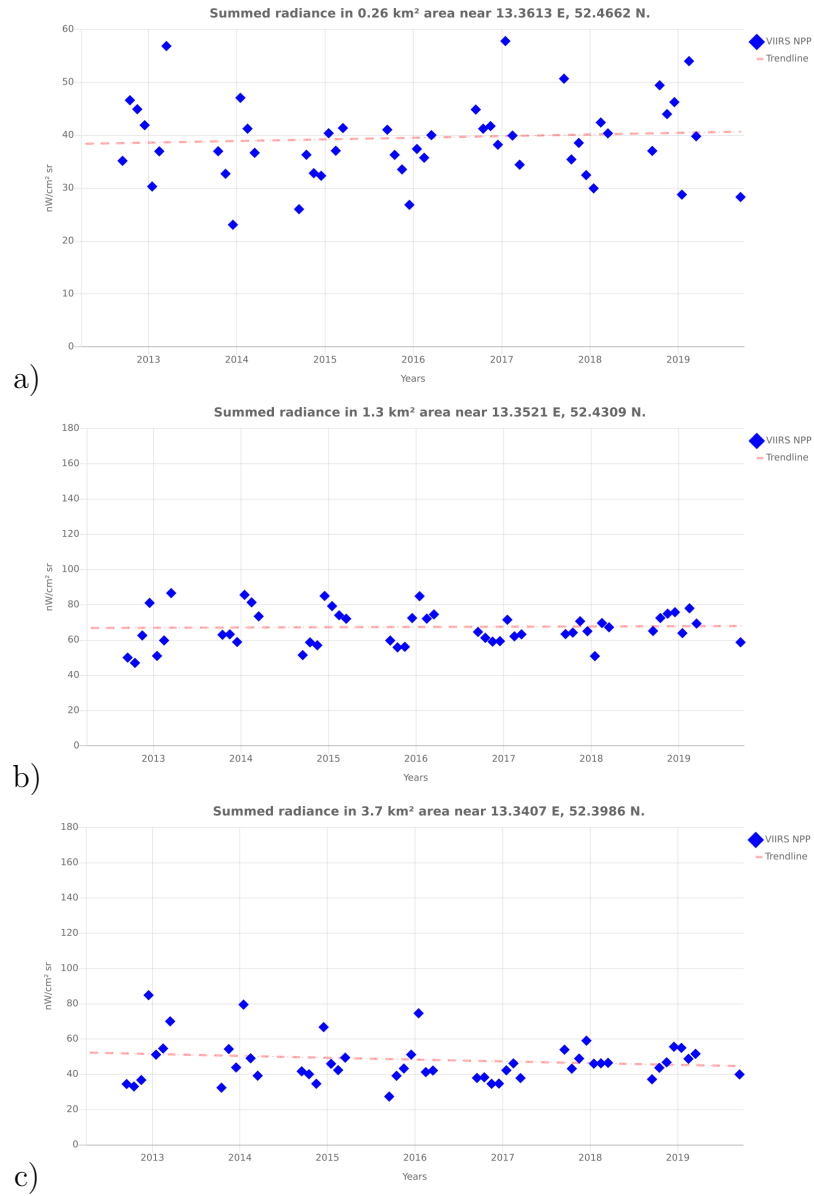 Summed radiance in 0.26 km² area near 13.3613 E, 52.4662 N.
VIIRS NPP
Trendline
60
50
40
30
20
10
0
nW/cm² sr
2013 2014 2015 2016 2017 2018 2019
Years
a)
Summed radiance in 1.3 km² area near 13.3521 E, 52.4309 N.
VIIRS NPP
Trendline
180
160
140
120
100
80
60
40
20
0
nW/cm² sr
2013 2014 2015 2016 2017 2018 2019
Years
b)
Summed radiance in 3.7 km² area near 13.3407 E, 52.3986 N.
VIIRS NPP
Trendline
180
160
140
120
100
80
60
40
20
0
nW/cm² sr
2013 2014 2015 2016 2017 2018 2019
Years
c)